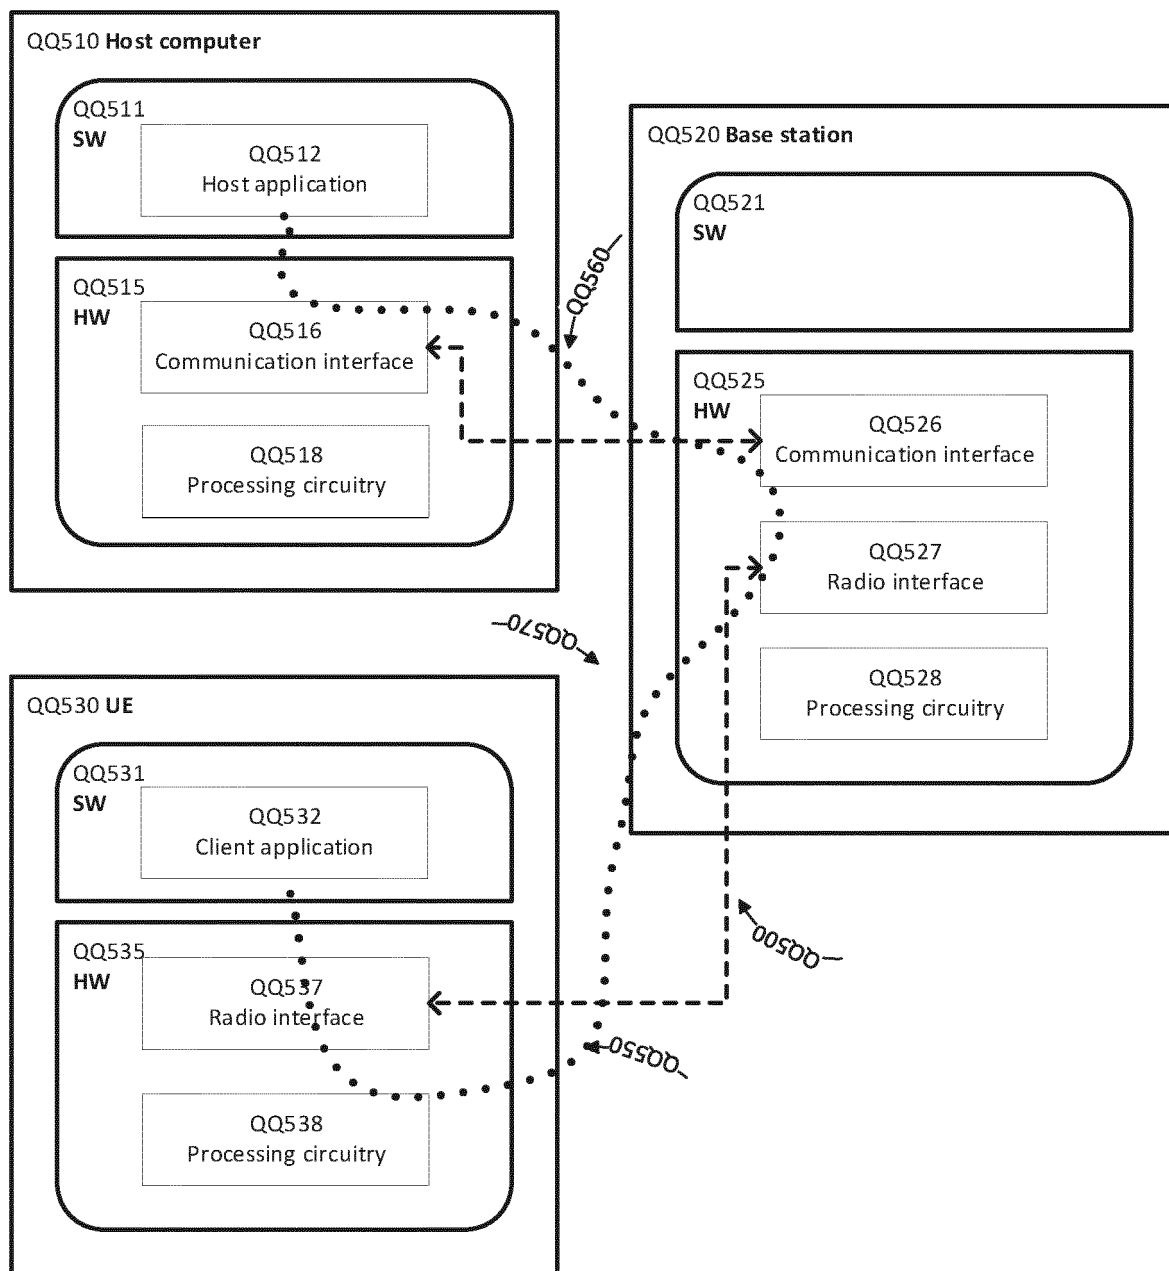 QQ510 Host computer
QQ511
SW
QQ512
Host application
QQ515
HW
QQ516
Communication interface
QQ518
Processing circuitry
QQ560
QQ520 Base station
QQ521
SW
QQ525
HW
QQ526
Communication interface
QQ527
Radio interface
QQ528
Processing circuitry
QQ570
QQ530 UE
QQ531
SW
QQ532
Client application
QQ535
HW
QQ537
Radio interface
QQ538
Processing circuitry
QQ500
QQ550